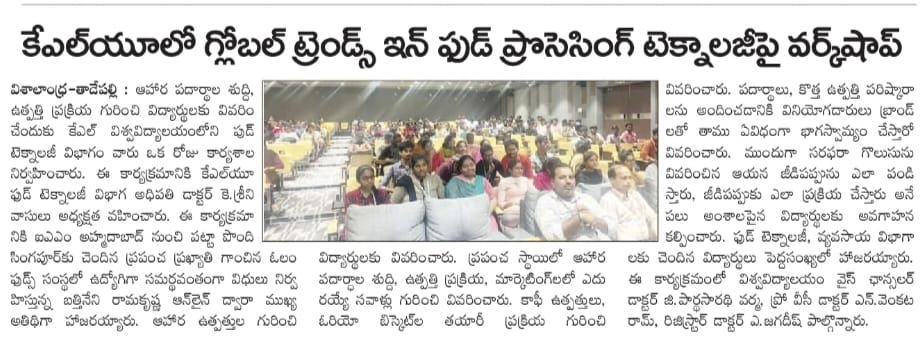 కేఎల్‌యూలో గ్లోబల్ ట్రెండ్స్ ఇన్ ఫుడ్ ప్రాసెసింగ్ టెక్నాలజీపై వర్క్‌షాప్
విశాలాంధ్ర-తాడేపల్లి : ఆహార పదార్థాల శుద్ది,
ఉత్పత్తి ప్రక్రియ గురించి విద్యార్థులకు వివరిం
చేందుకు కేఎల్ విశ్వవిద్యాలయంలోని ఫుడ్
టెక్నాలజీ విభాగం వారు ఒక రోజు కార్యశాల
నిర్వహించారు. ఈ కార్యక్రమానికి కేఎల్‌యూ
ఫుడ్ టెక్నాలజీ విభాగ అధిపతి డాక్టర్ కె.శ్రీని
వాసులు అధ్యక్షత వహించారు. ఈ కార్యక్రమా
నికి ఐఎఎం అహ్మదాబాద్ నుంచి పట్టా పొంది
సింగపూర్‌కు చెందిన ప్రపంచ ప్రఖ్యాతి గాంచిన ఓలం
ఫుడ్స్ సంస్థలో ఉద్యోగిగా సమర్థవంతంగా విధులు నిర్వ
హిస్తున్న బత్తినేని రామకృష్ణ ఆన్‌లైన్ ద్వారా ముఖ్య
అతిథిగా హాజరయ్యారు. ఆహార ఉత్పత్తుల గురించి
విద్యార్థులకు వివరించారు. ప్రపంచ స్థాయిలో ఆహార
పదార్థాల శుద్ది, ఉత్పత్తి ప్రక్రియ, మార్కెటింగ్‌లలో ఎదు
రయ్యే సవాళ్లు గురించి వివరించారు. కాఫీ ఉత్పత్తులు,
ఓరియో బిస్కెట్‌ల తయారీ ప్రక్రియ గురించి
వివరించారు. పదార్థాలు, కొత్త ఉత్పత్తి పరిష్కారా
లను అందించడానికి వినియోగదారులు బ్రాండ్
లతో తాము ఏవిధంగా భాగస్వామ్యం చేస్తారో
వివరించారు. ముందుగా సరఫరా గొలుసును
వివరించిన ఆయన జీడిపప్పును ఎలా పండి
స్తారు, జీడిపప్పుకు ఎలా ప్రక్రియ చేస్తారు అనే
పలు అంశాలపైన విద్యార్థులకు అవగాహన
కల్పించారు. ఫుడ్ టెక్నాలజీ, వ్యవసాయ విభాగా
లకు చెందిన విద్యార్థులు పెద్దసంఖ్యలో హాజరుయ్యారు.
ఈ కార్యక్రమంలో విశ్వవిద్యాలయం వైస్ ఛాన్సలర్
డాక్టర్ జి.పార్థసారథి వర్మ, ప్రో వీసీ డాక్టర్ ఎన్.వెంకట
రామ్, రిజిస్ట్రార్ డాక్టర్ ఎ.జగదీష్ పాల్గొన్నారు.